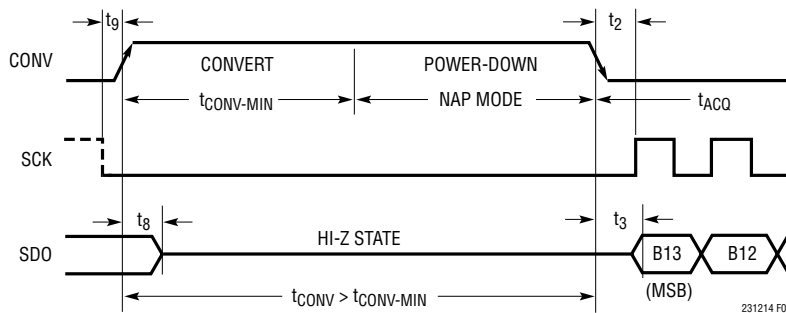 t9
t2
CONV
CONVERT
POWER-DOWN
tCONV-MIN
NAP MODE
tACQ
SCK
t8
t3
SDO
HI-Z STATE
B13
B12
(MSB)
tCONV > tCONV-MIN
231214 F0